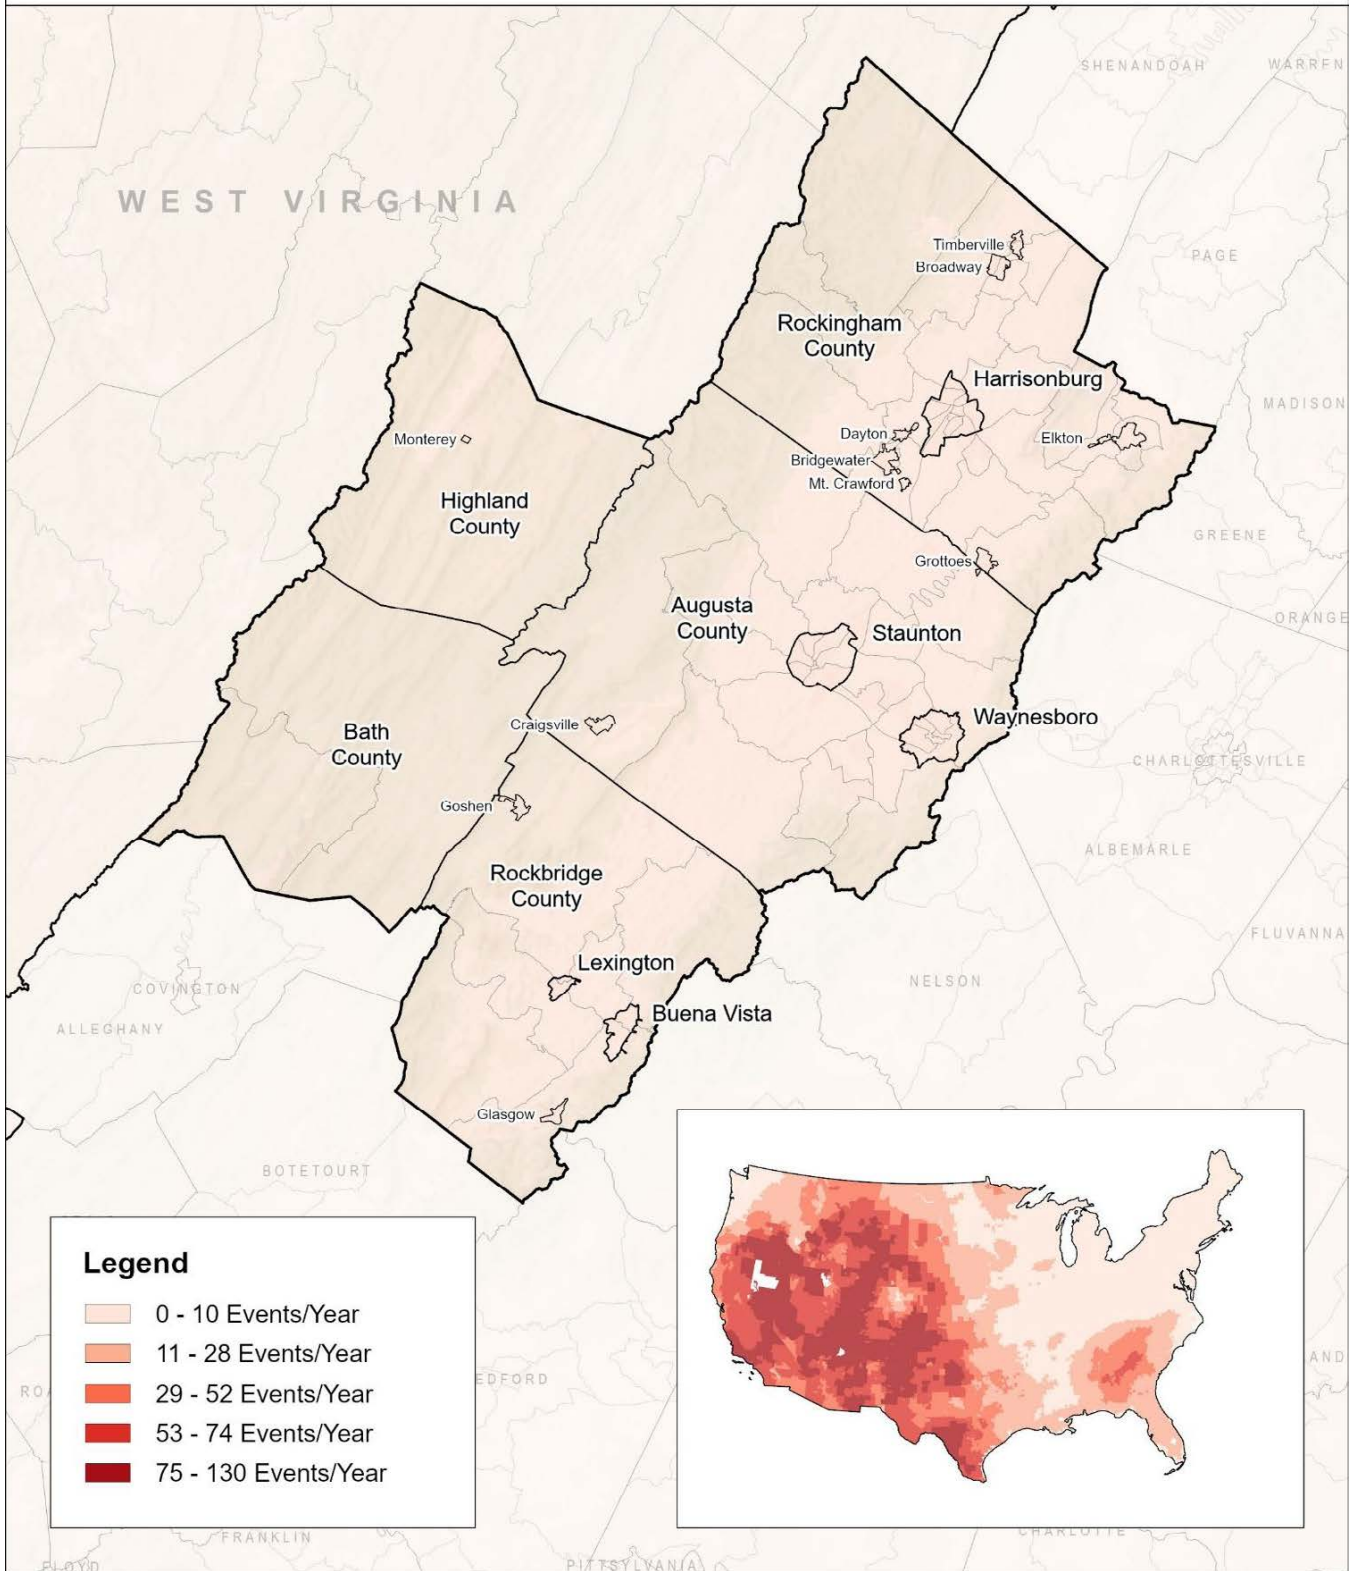 SHENANDOAH
WARREN
WEST VIRGINIA
Timberville
Broadway
PAGE
Rockingham
County
Harrisonburg
MADISON
Monterey
Dayton
Elkton
Bridgewater
Mt. Crawford
Highland
County
GREENE
Grottoes
Augusta
County
ORANGE
Staunton
Craigsville
Waynesboro
Bath
County
CHARLOTTESVILLE
Goshen
ALBEMARLE
Rockbridge
County
FLUVANNA
Lexington
NELSON
COVINGTON
Buena Vista
ALLEGHANY
Glasgow
BOTETOURT
Legend
0 - 10 Events/Year
11 - 28 Events/Year
AND
EDFORD
29 - 52 Events/Year
ROA
53 - 74 Events/Year
75 - 130 Events/Year
FRANKLIN
CHARLOTTE
FLOYD
PITTSYLVANIA